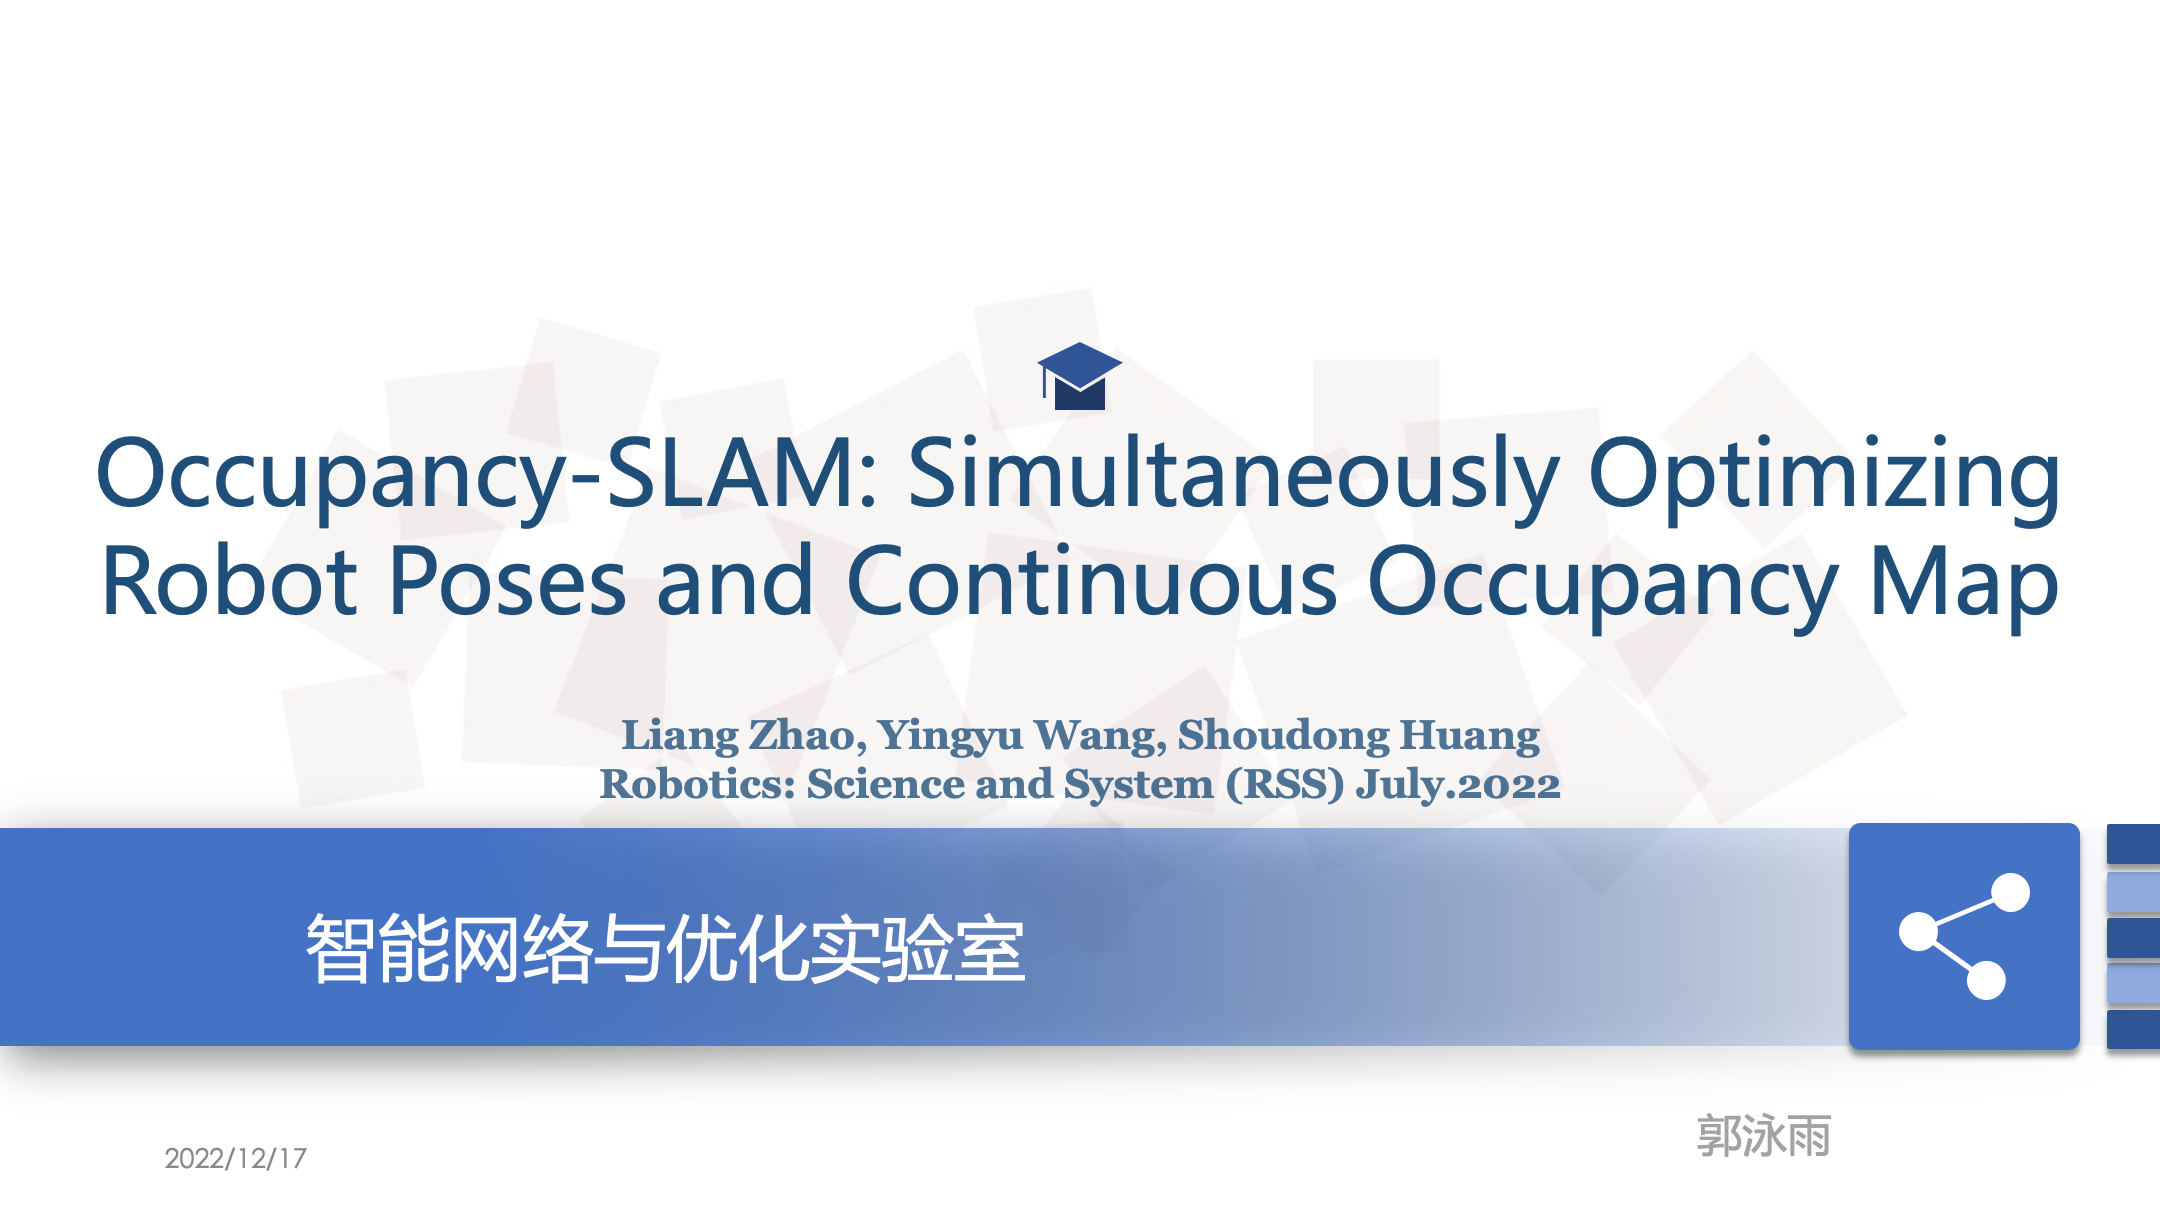 Occupancy-SLAM: Simultaneously Optimizing
Robot Poses and Continuous Occupancy Map
Liang Zhao, Yingyu Wang, Shoudong Huang
Robotics: Science and System (RSS) July.2022
智能网络与优化实验室
郭泳雨
2022/12/17